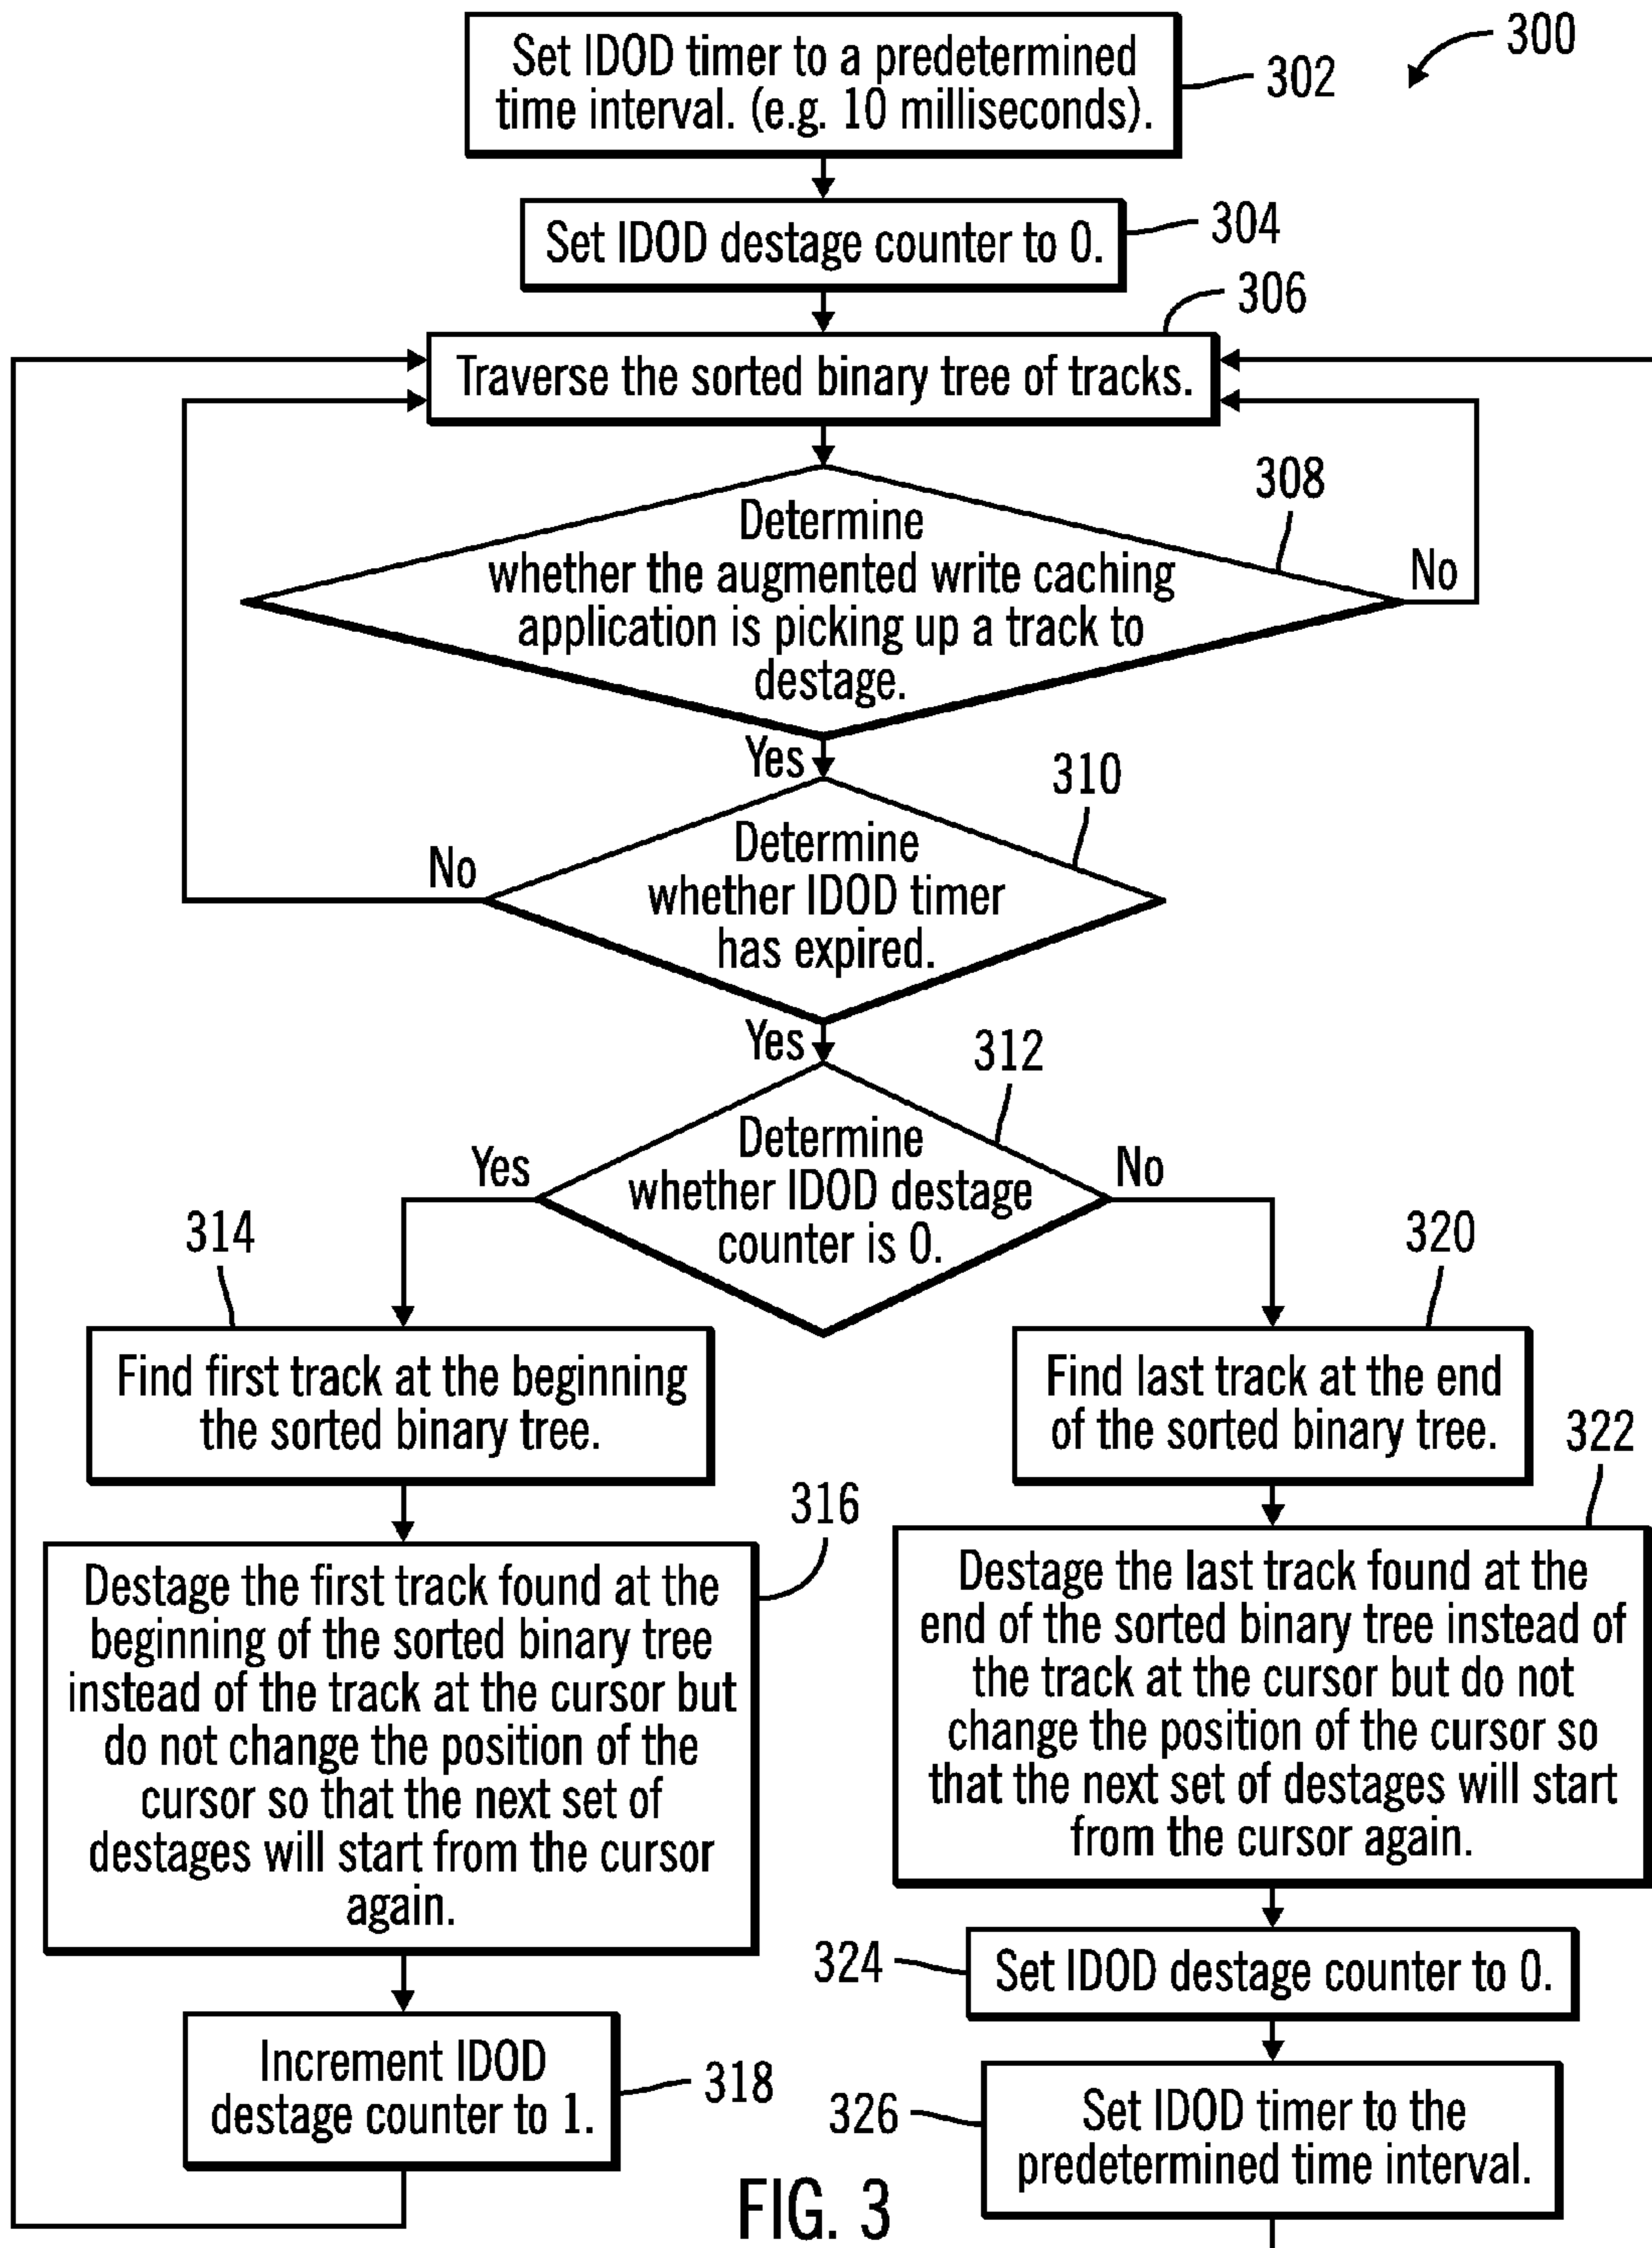 300
Set IDOD timer to a predetermined
time interval. (e.g. 10 milliseconds).
302
Set IDOD destage counter to 0.
304
306
Traverse the sorted binary tree of tracks.
308
Determine
whether the augmented write caching
application is picking up a track to
destage.
No
Yes
310
Determine
whether IDOD timer
has expired.
No
Yes
312
Determine
whether IDOD destage
counter is 0.
Yes
No
314
Find first track at the beginning
the sorted binary tree.
316
Destage the first track found at the
beginning of the sorted binary tree
instead of the track at the cursor but
do not change the position of the
cursor so that the next set of
destages will start from the cursor
again.
Increment IDOD
destage counter to 1.
318
320
Find last track at the end
of the sorted binary tree.
322
Destage the last track found at the
end of the sorted binary tree instead of
the track at the cursor but do not
change the position of the cursor so
that the next set of destages will start
from the cursor again.
324
Set IDOD destage counter to 0.
326
Set IDOD timer to the
predetermined time interval.
FIG. 3